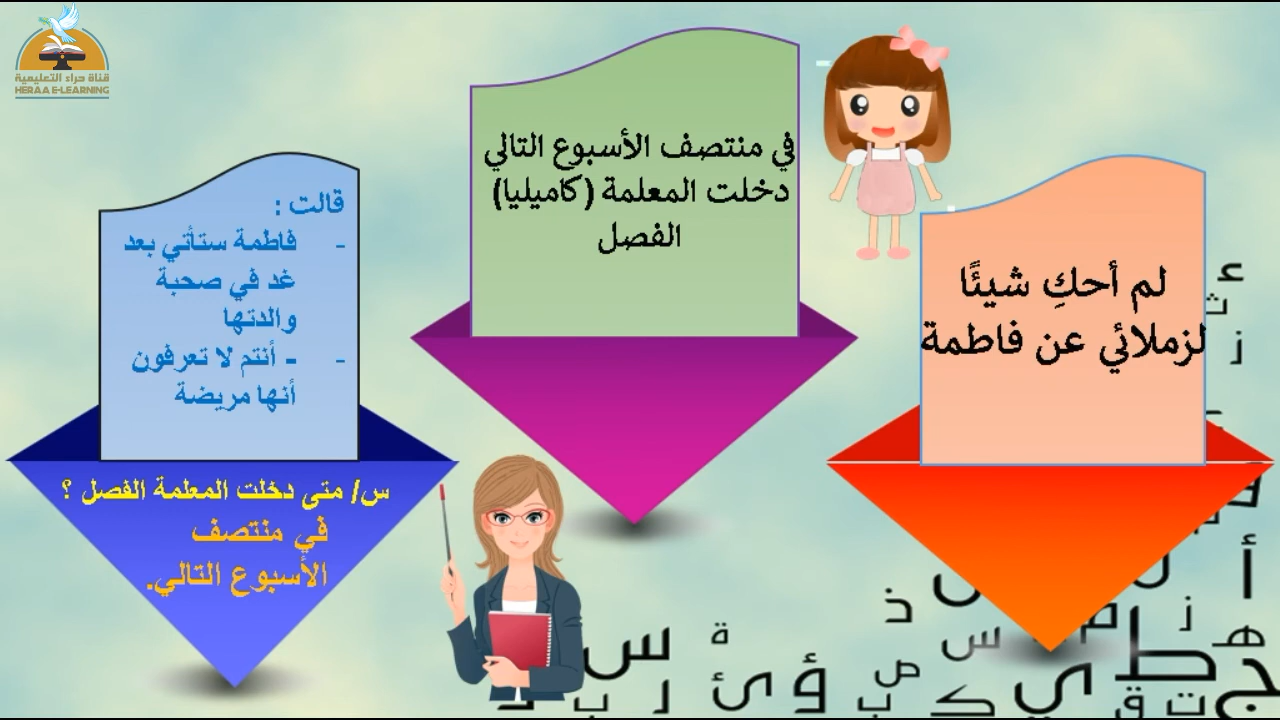 قناة حراء التعليمية
HERAA E-LEARNING
لم أحكِ شيئًا
لزملائي عن فاطمة
في منتصف الأسبوع التالي
دخلت المعلمة (كاميليا)
الفصل
قالت :
- فاطمة ستأتي بعد
غد في صحبة
والدتها
- - أنتم لا تعرفون
أنها مريضة
س/ متى دخلت المعلمة الفصل ؟
في منتصف
الأسبوع التالي.